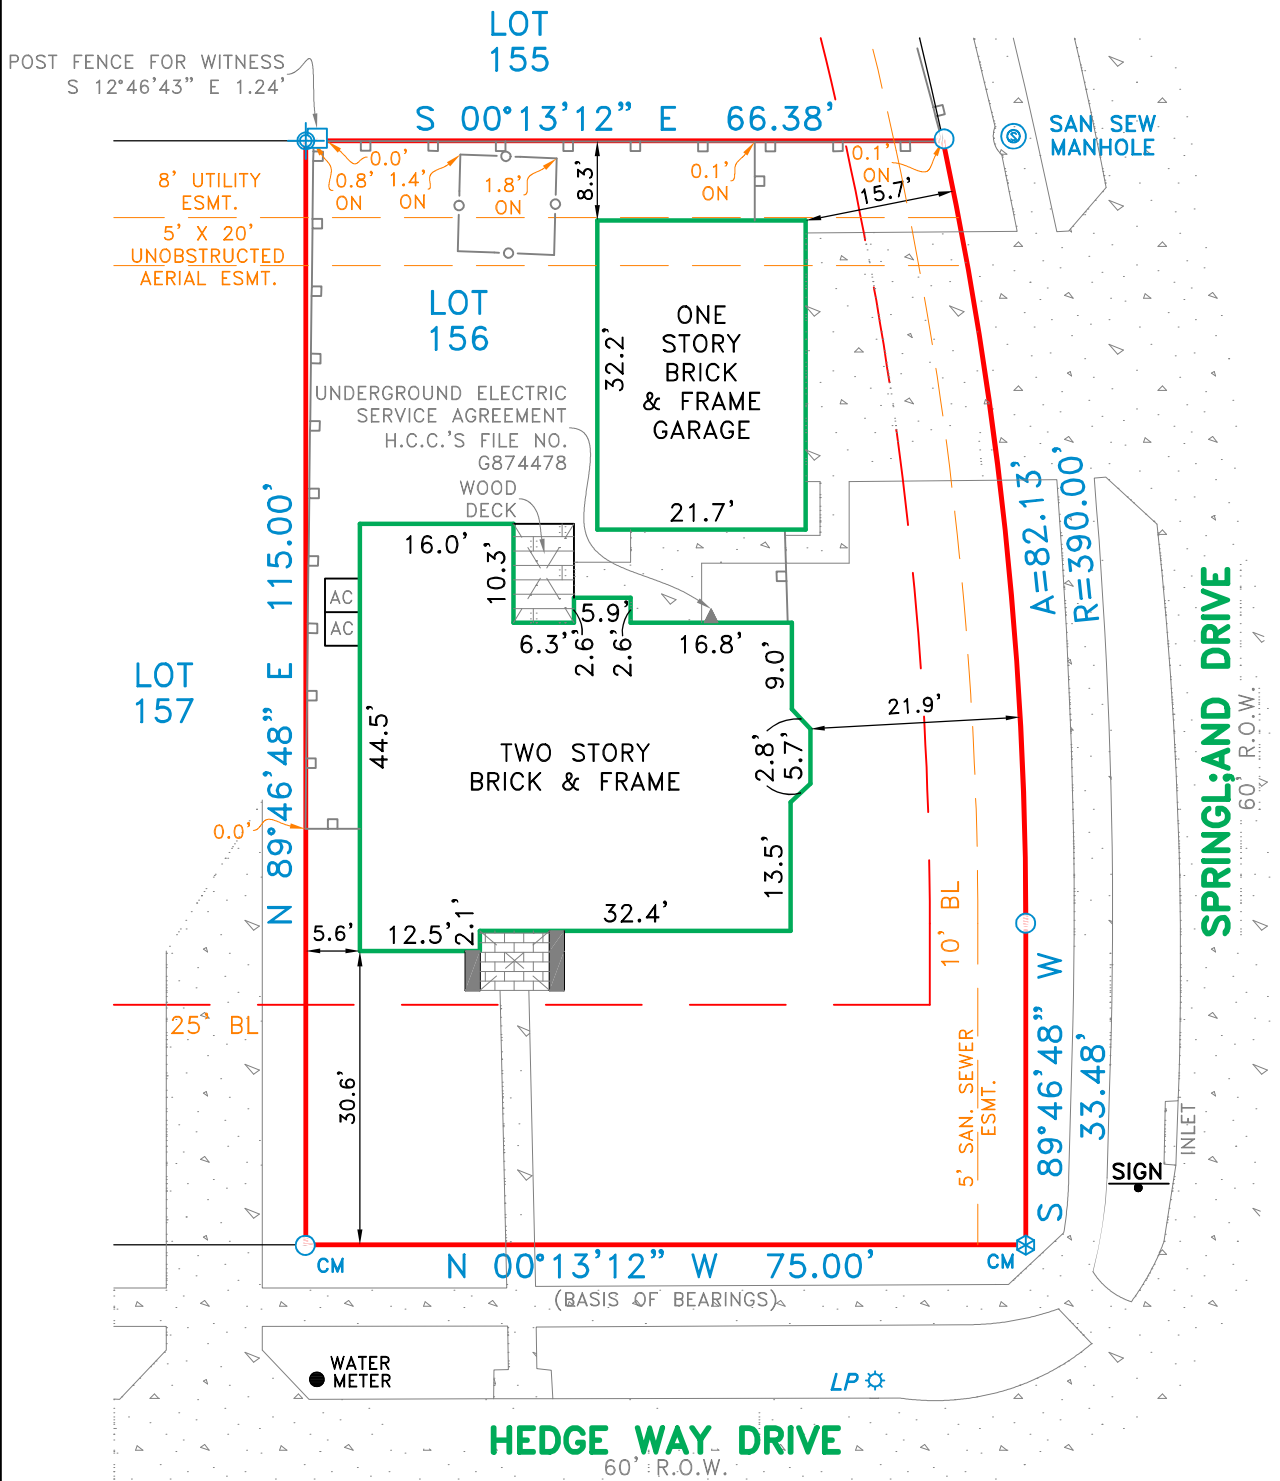 LOT
155
POST FENCE FOR WITNESS
S 12°46'43" E 1.24'
S 00°13'12" E 66.38'
SAN SEW
MANHOLE
S
0.0'
0.8'
ON
1.4'
ON
1.8'
ON
8.3'
0.1'
ON
0.1'
ON
15.7'
8' UTILITY
ESMT.
5' X 20'
UNOBSTRUCTED
AERIAL ESMT.
LOT
156
ONE
STORY
BRICK
& FRAME
GARAGE
32.2'
21.7'
UNDERGROUND ELECTRIC
SERVICE AGREEMENT
H.C.C.'S FILE NO.
G874478
WOOD
DECK
16.0'
10.3'
AC
AC
6.3'
2.6'
5.9'
2.6'
16.8'
9.0'
N 89°46'48" E 115.00'
A=82.13'
R=390.00'
SPRINGL;AND DRIVE
60' R.O.W.
LOT
157
44.5'
TWO STORY
BRICK & FRAME
2.8'
5.7'
21.9'
0.0'
13.5'
5.6'
12.5'
2.1'
32.4'
10' BL
25' BL
30.6'
5' SAN. SEWER
ESMT.
S 89°46'48" W
33.48'
INLET
SIGN
CM
N 00°13'12" W 75.00'
CM
(BASIS OF BEARINGS)
WATER
METER
LP
HEDGE WAY DRIVE
60' R.O.W.